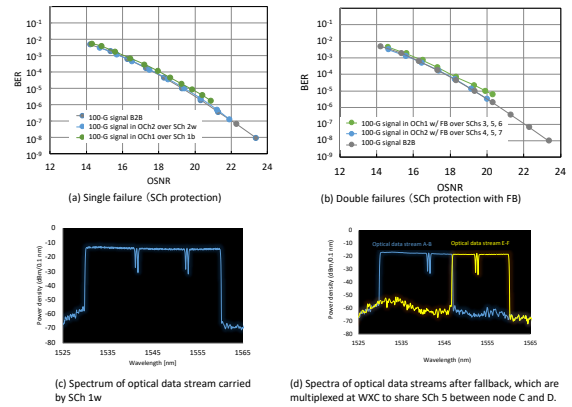 10⁻¹
10⁻²
10⁻³
10⁻⁴
10⁻⁵
10⁻⁶
10⁻⁷
10⁻⁸
10⁻⁹
BER
100-G signal B2B
100-G signal in OCh2 over SCh 2w
100-G signal in OCh1 over SCh 1b
12 14 16 18 20 22 24
OSNR
(a) Single failure (SCh protection)
10⁻¹
10⁻²
10⁻³
10⁻⁴
10⁻⁵
10⁻⁶
10⁻⁷
10⁻⁸
10⁻⁹
BER
100-G signal in OCh1 w/ FB over SChs 3, 5, 6
100-G signal in OCh2 w/ FB over SChs 4, 5, 7
100-G signal B2B
12 14 16 18 20 22 24
OSNR
(b) Double failures (SCh protection with FB)
0
-10
-20
-30
-40
-50
-60
-70
-80
Power density (dBm/0.1 nm)
1525 1535 1545 1555 1565
Wavelength [nm]
(c) Spectrum of optical data stream carried
by SCh 1w
Optical data stream A-B
Optical data stream E-F
0
-10
-20
-30
-40
-50
-60
-70
-80
Power density (dBm/0.1 nm)
1525 1535 1545 1555 1565
Wavelength [nm]
(d) Spectra of optical data streams after fallback, which are
multiplexed at WXC to share SCh 5 between node C and D.